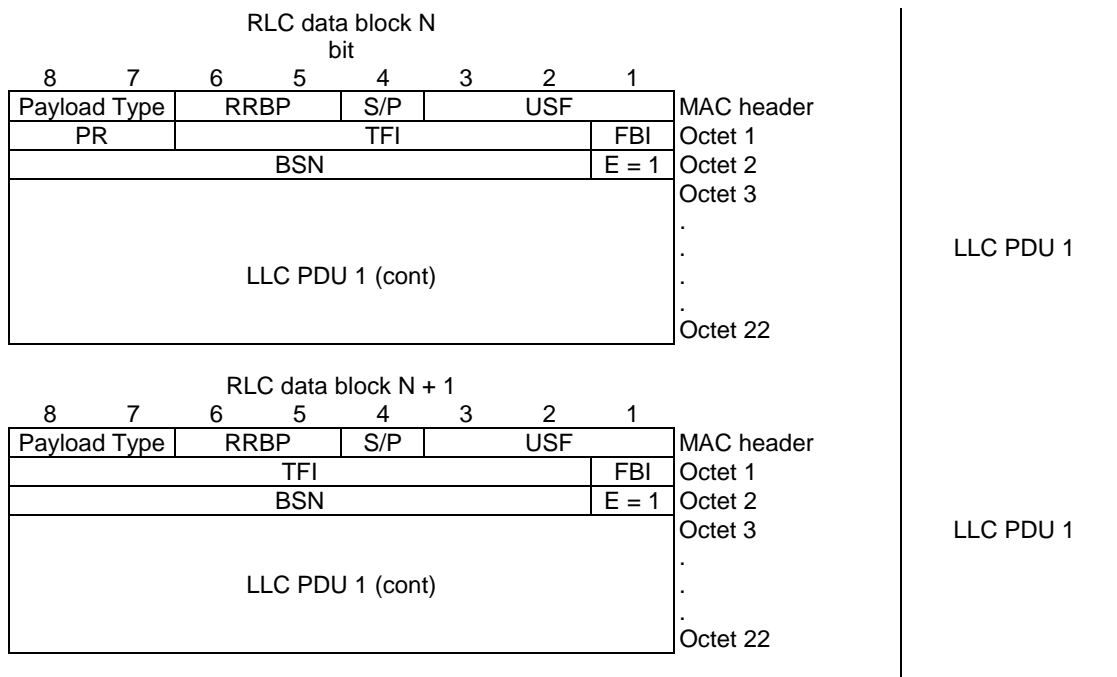 RLC data block N
bit
8 7 6 5 4 3 2 1
Payload Type RRBP S/P USF MAC header
PR TFI FBI Octet 1
BSN E = 1 Octet 2
Octet 3
.
.
LLC PDU 1
LLC PDU 1 (cont)
.
.
Octet 22
RLC data block N + 1
8 7 6 5 4 3 2 1
Payload Type RRBP S/P USF MAC header
TFI FBI Octet 1
BSN E = 1 Octet 2
Octet 3 LLC PDU 1
.
LLC PDU 1 (cont) .
.
Octet 22